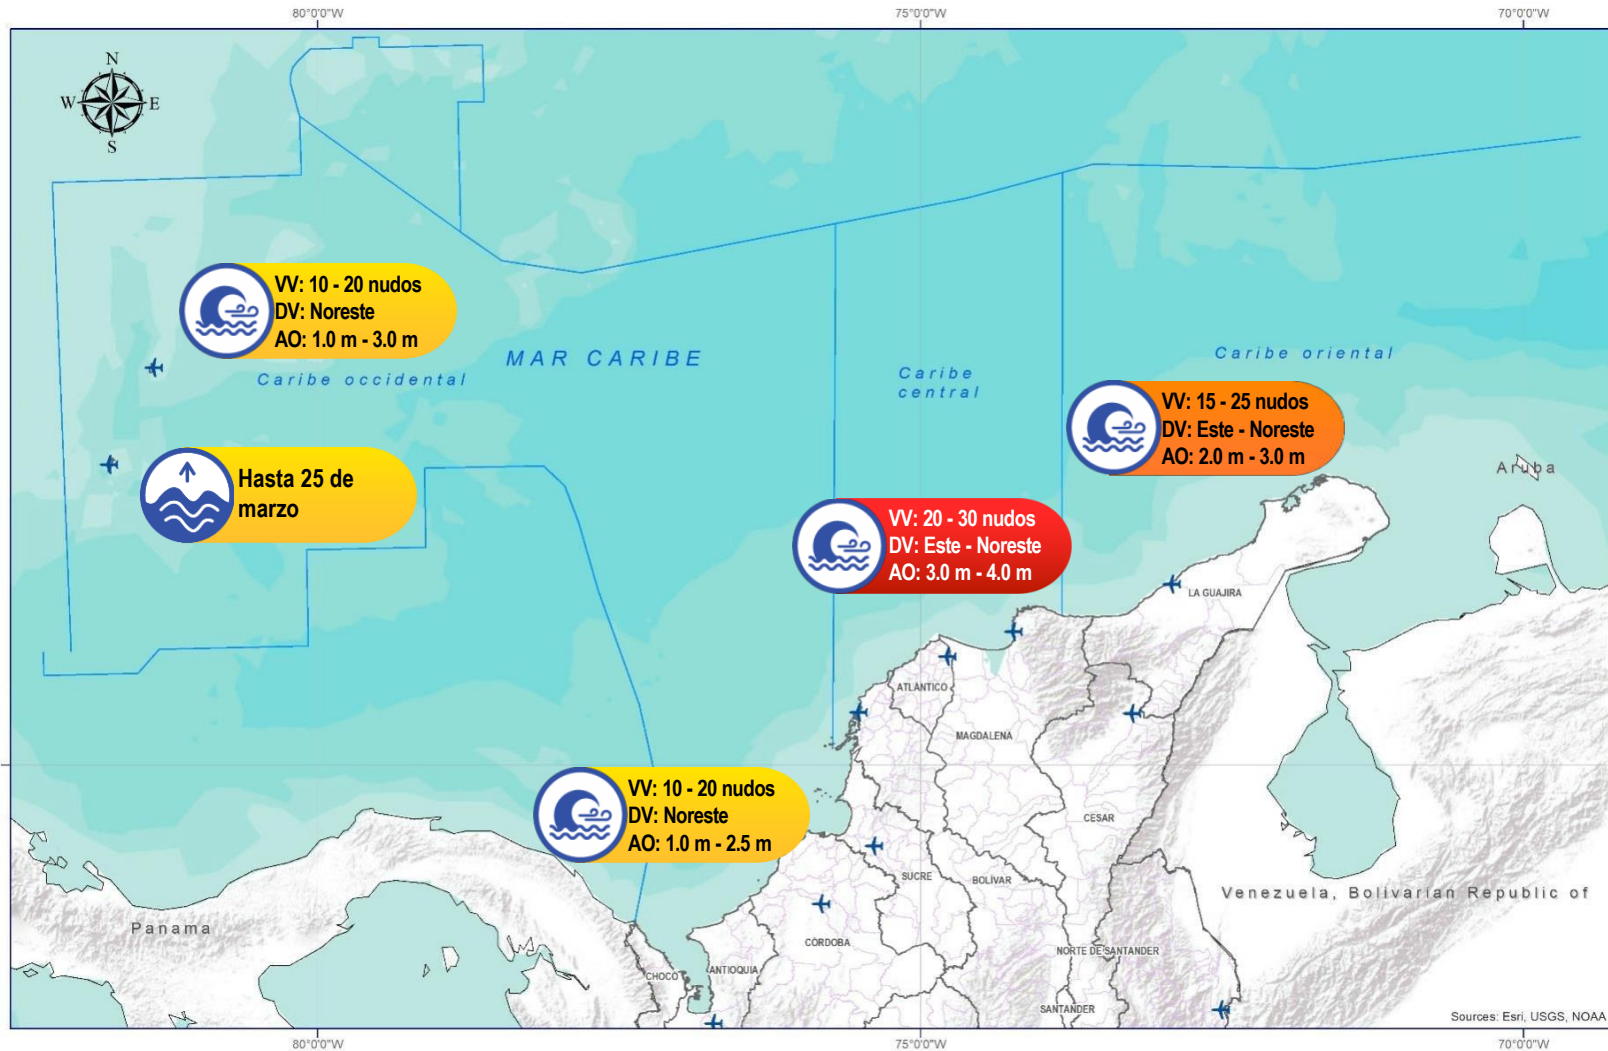 80°0'0"W
75°0'0"W
70°0'0"W
N
W
E
S
VV: 10 - 20 nudos
DV: Noreste
AO: 1.0 m - 3.0 m
MAR CARIBE
Caribe occidental
Caribe
central
Caribe oriental
VV: 15 - 25 nudos
DV: Este - Noreste
AO: 2.0 m - 3.0 m
Hasta 25 de
marzo
Aruba
VV: 20 - 30 nudos
DV: Este - Noreste
AO: 3.0 m - 4.0 m
LA GUAJIRA
ATLÁNTICO
MAGDALENA
VV: 10 - 20 nudos
DV: Noreste
AO: 1.0 m - 2.5 m
CESAR
SUCRE
BOLÍVAR
Venezuela, Bolivarian Republic of
Panama
CÓRDOBA
NORTE DE SANTANDER
CHOCÓ
ANTIOQUIA
SANTANDER
Sources: Esri, USGS, NOAA
80°0'0"W
75°0'0"W
70°0'0"W